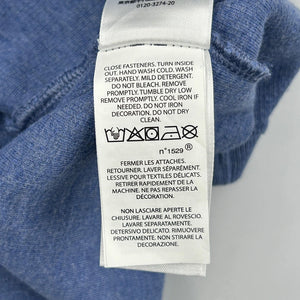 0120-3274-20
CLOSE FASTENERS, TURN INSIDE
OUT. HAND WASH COLD. WASH
SEPARATELY. MILD DETERGENT.
DO NOT BLEACH. REMOVE
PROMPTLY. TUMBLE DRY LOW
REMOVE PROMPTLY. COOL IRON IF
NEEDED. DO NOT IRON
DECORATION. DO NOT DRY
CLEAN.
n°1529 ®
FERMER LES ATTACHES.
RETOURNER. LAVER SÉPARÉMENT.
LESSIVE POUR TEXTILES DÉLICATS.
RETIRER RAPIDEMENT DE LA
MACHINE. NE PAS REPASSER LA
DÉCORATION.
NON LASCIARE APERTE LE
CHIUSURE. LAVARE AL ROVESCIO.
LAVARE SEPARATAMENTE.
DETERSIVO DELICATO. RIMUOVERE
PRONTAMENTE. NON STIRARE LA
DECORAZIONE.